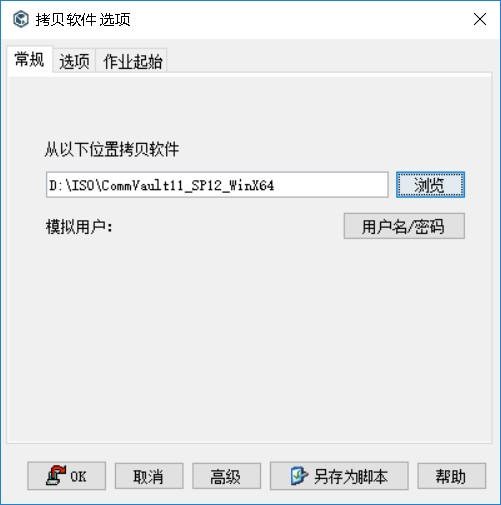 拷贝软件 选项
常规 选项 作业起始
从以下位置拷贝软件
D:\ISO\CommVault11_SP12_WinX64 浏览
模拟用户: 用户名/密码
OK 取消 高级 另存为脚本 帮助